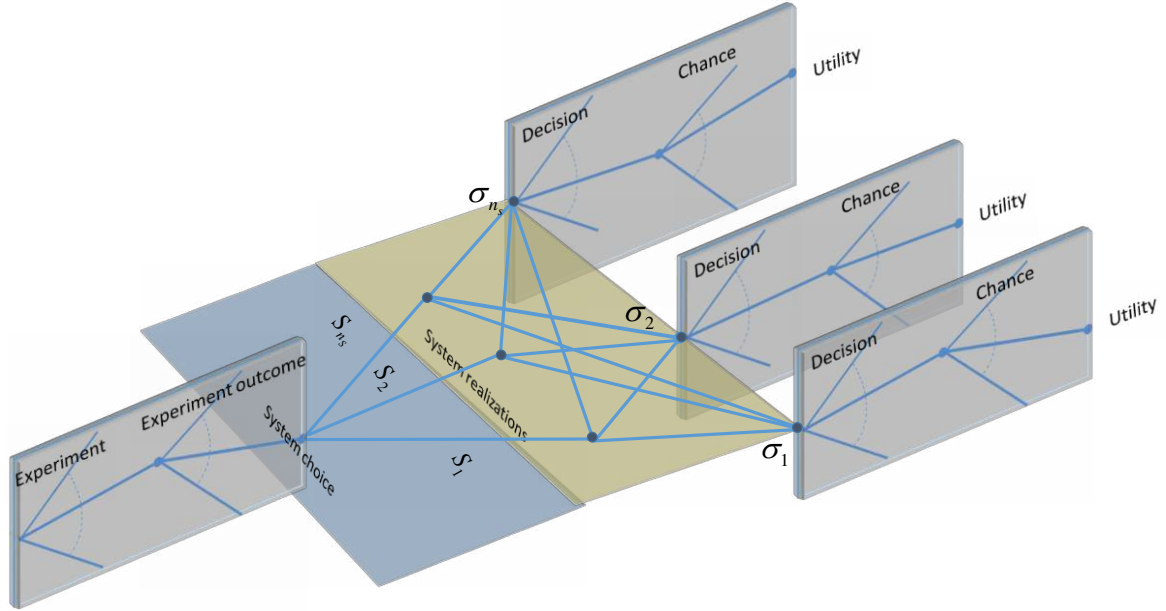 Experiment
Experiment outcome
System choice
S_{n_s}
S_2
S_1
System realizations
σ_{n_s}
Decision
Chance
Utility
σ_2
Decision
Chance
Utility
σ_1
Decision
Chance
Utility